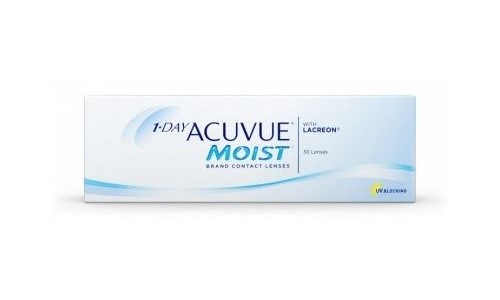 1·DAY ACUVUE®
MOIST
BRAND CONTACT LENSES
WITH
LACREON®
30 Lenses
UV BLOCKING